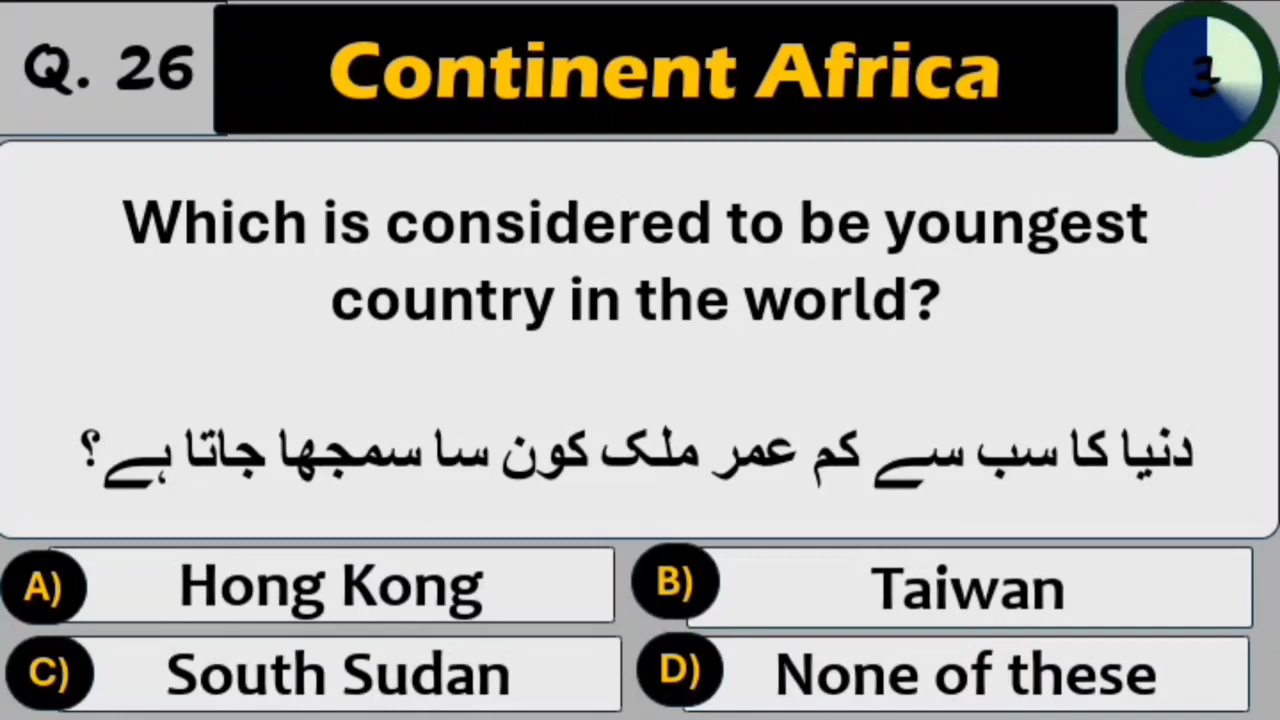 Q. 26
Continent Africa
3
Which is considered to be youngest
country in the world?
دنیا کا سب سے کم عمر ملک کون سا سمجھا جاتا ہے؟
A) Hong Kong
B) Taiwan
C) South Sudan
D) None of these